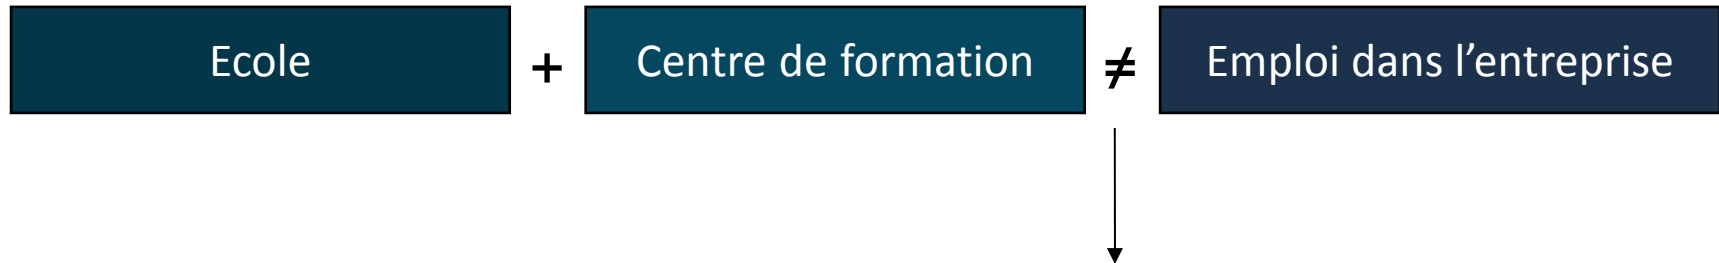 Ecole + Centre de formation ≠ Emploi dans l’entreprise